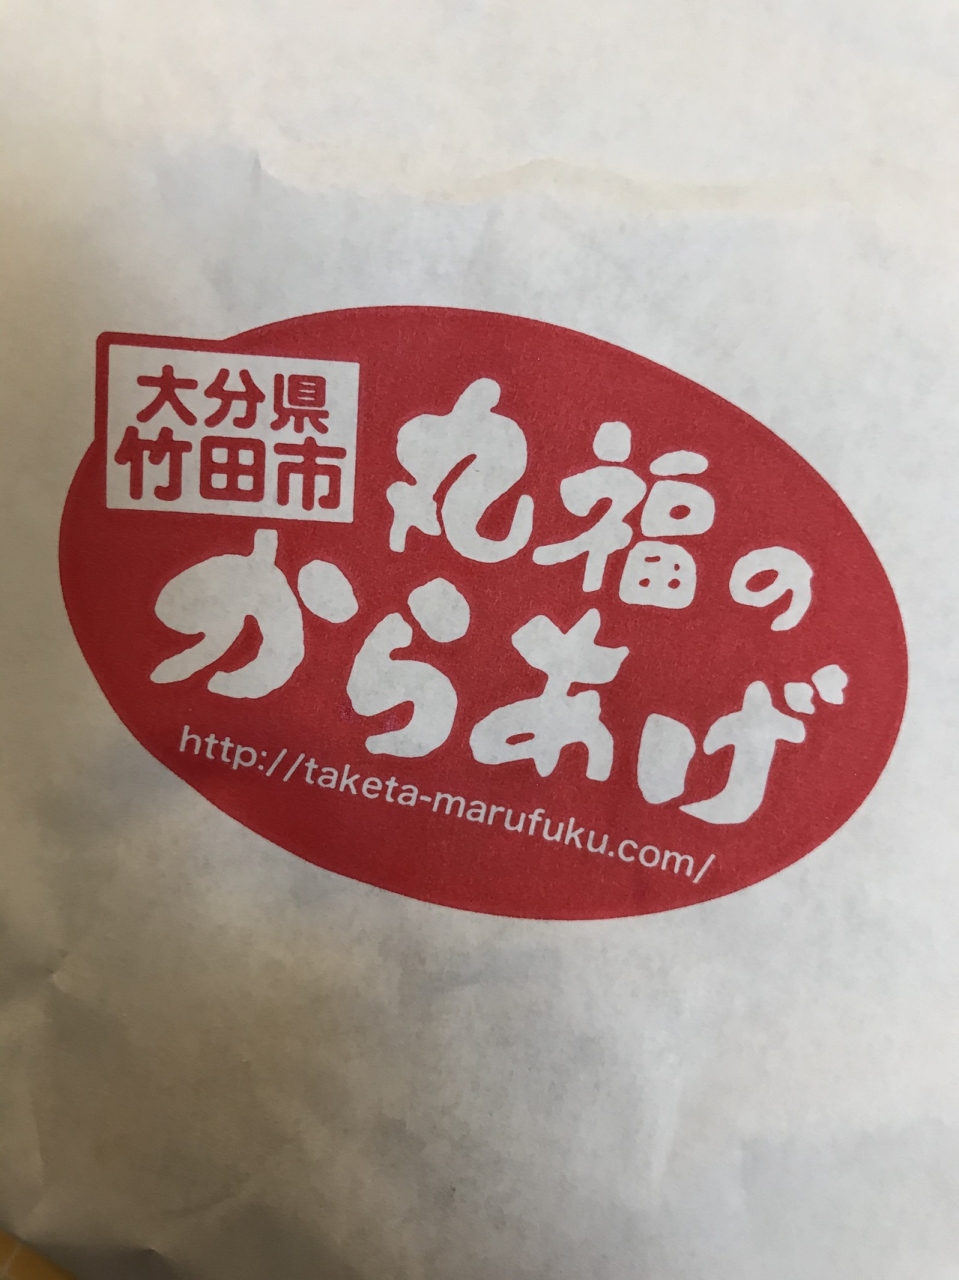 大分県
竹田市
丸福の
からあげ
http://taketa-marufuku.com/